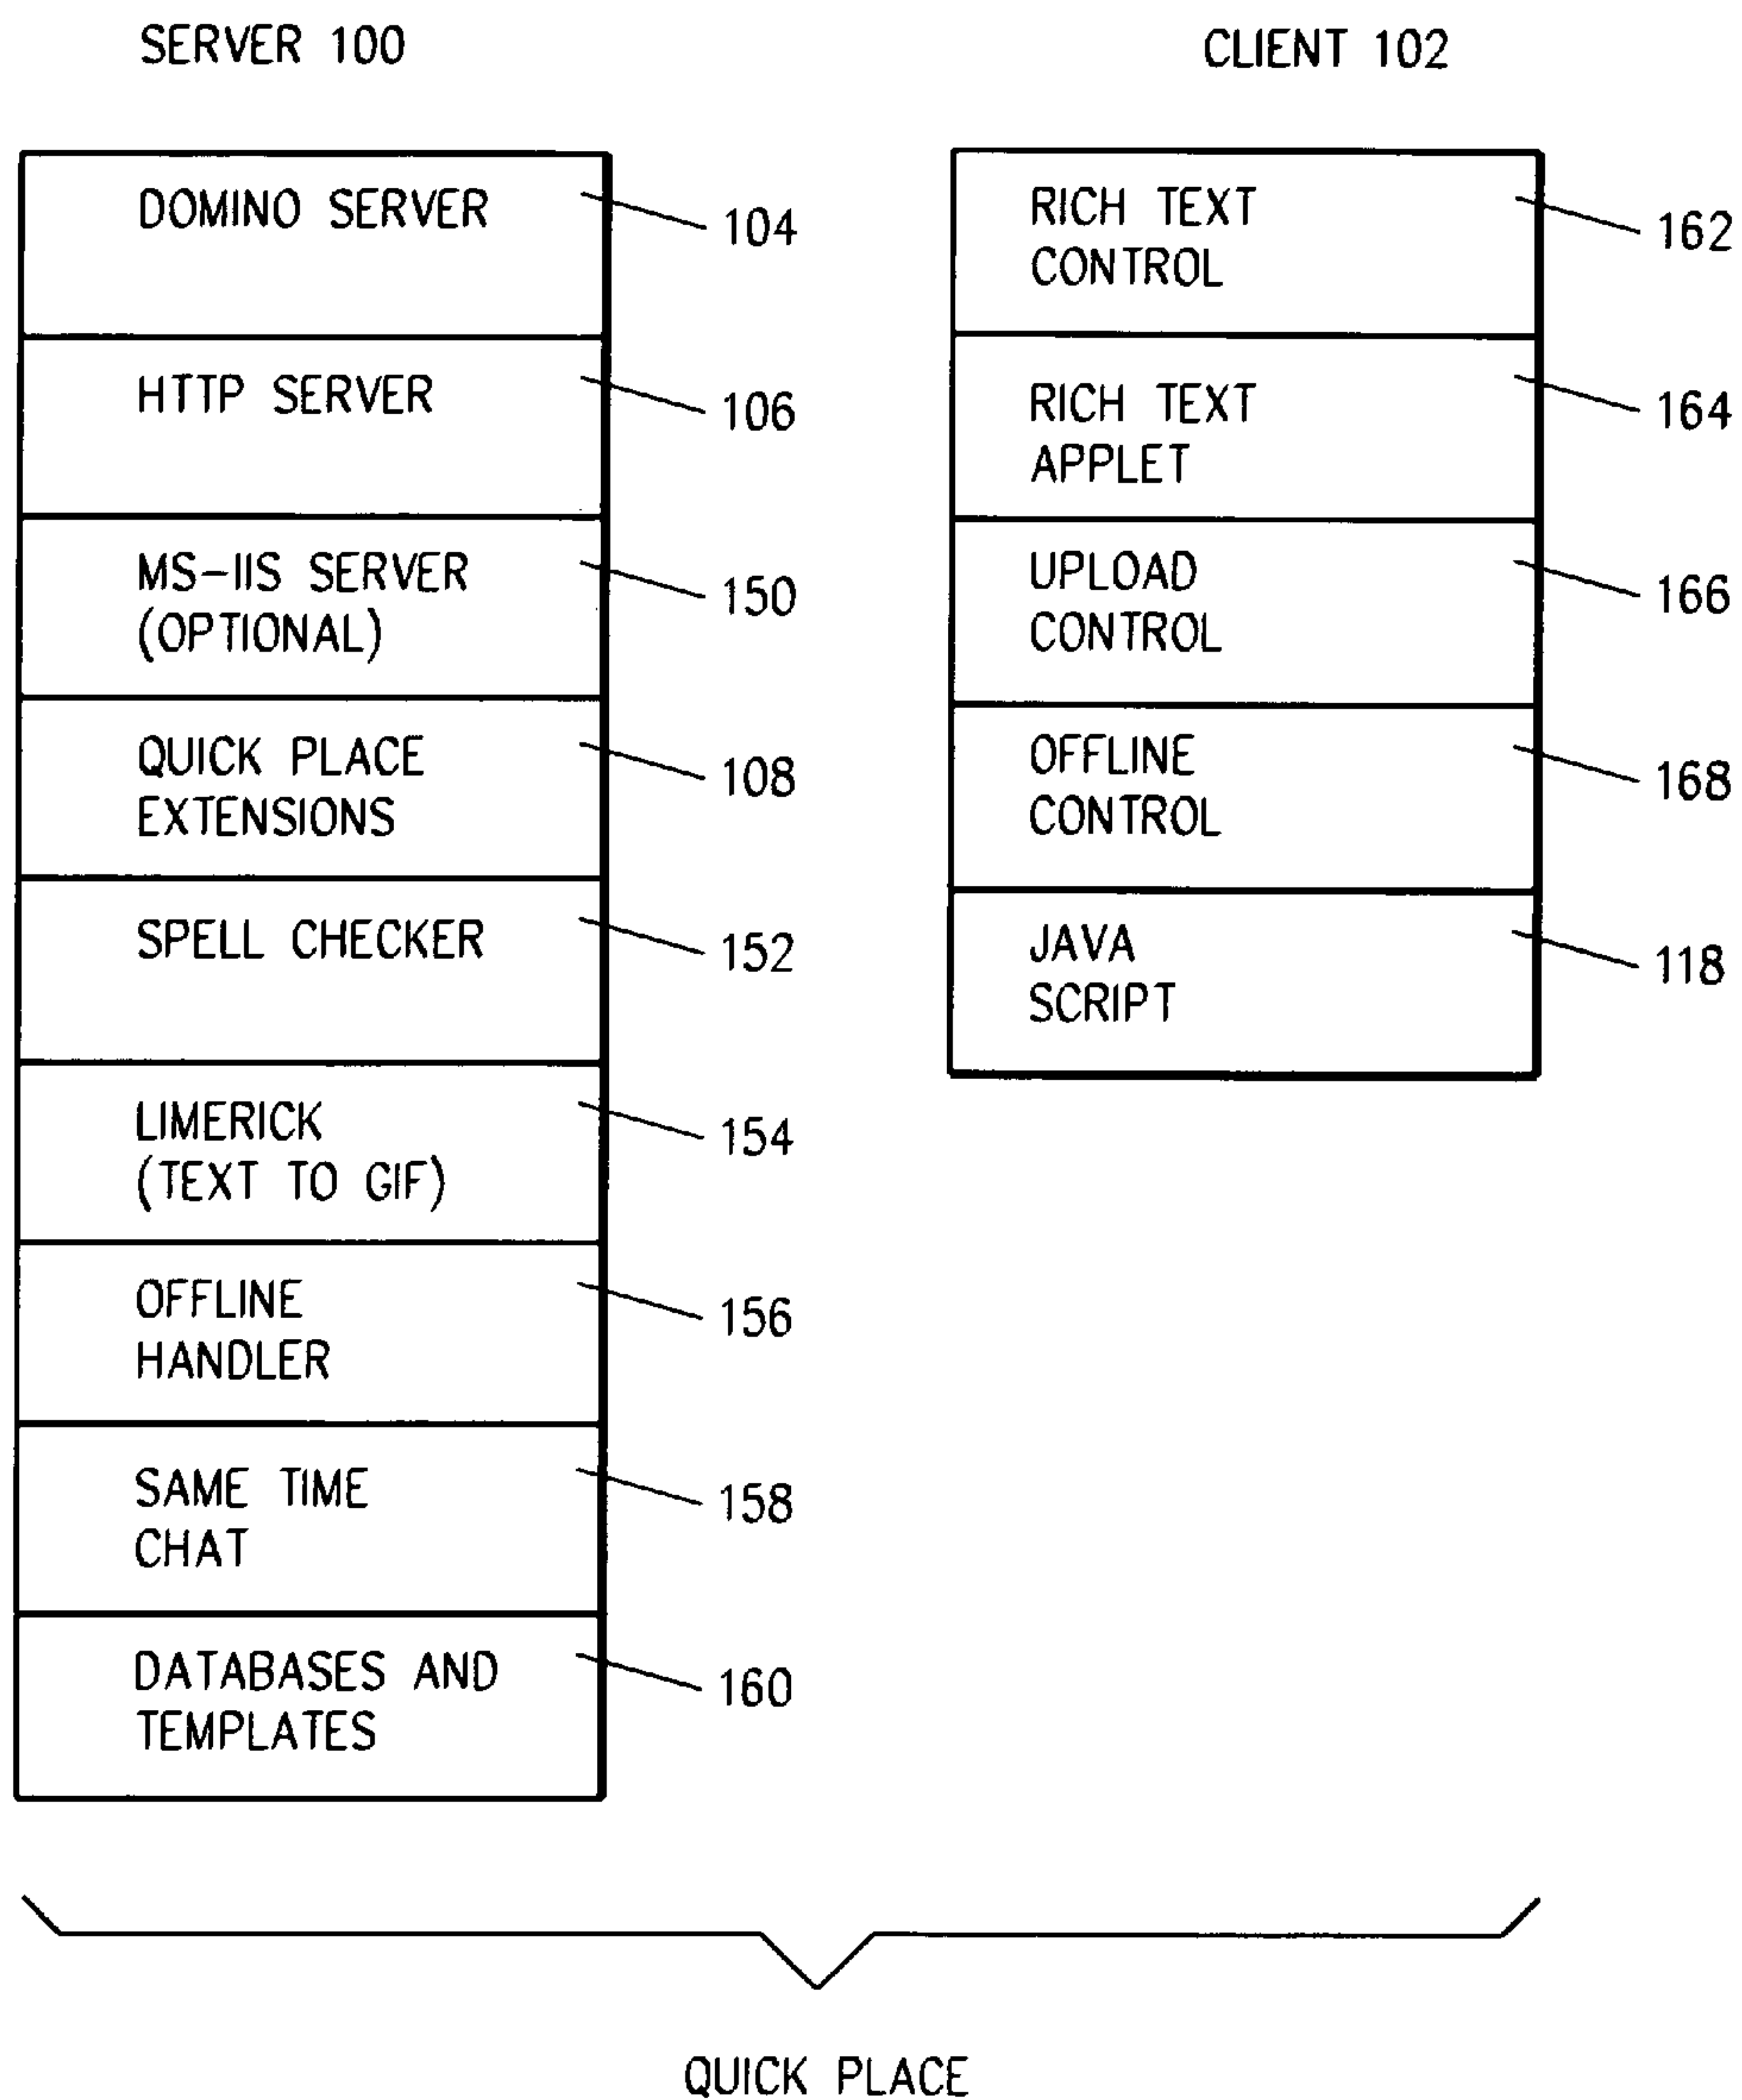 SERVER 100
DOMINO SERVER
104
HTTP SERVER
106
MS-IIS SERVER
(OPTIONAL)
150
QUICK PLACE
EXTENSIONS
108
SPELL CHECKER
152
LIMERICK
(TEXT TO GIF)
154
OFFLINE
HANDLER
156
SAME TIME
CHAT
158
DATABASES AND
TEMPLATES
160
CLIENT 102
RICH TEXT
CONTROL
162
RICH TEXT
APPLET
164
UPLOAD
CONTROL
166
OFFLINE
CONTROL
168
JAVA
SCRIPT
118
QUICK PLACE